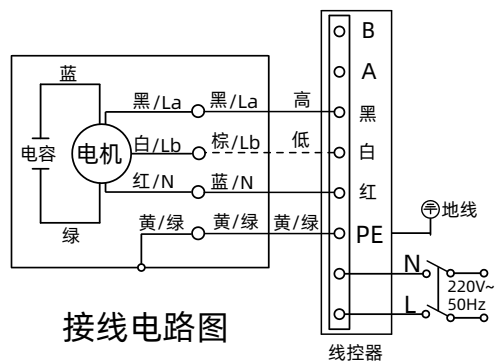 B
A
蓝
黑/La 黑/La 高 黑
电容 电机
白/Lb 棕/Lb 低 白
红/N 蓝/N 红
绿
黄/绿 黄/绿 黄/绿 PE 地线
N
220V~
50Hz
L
接线电路图
线控器